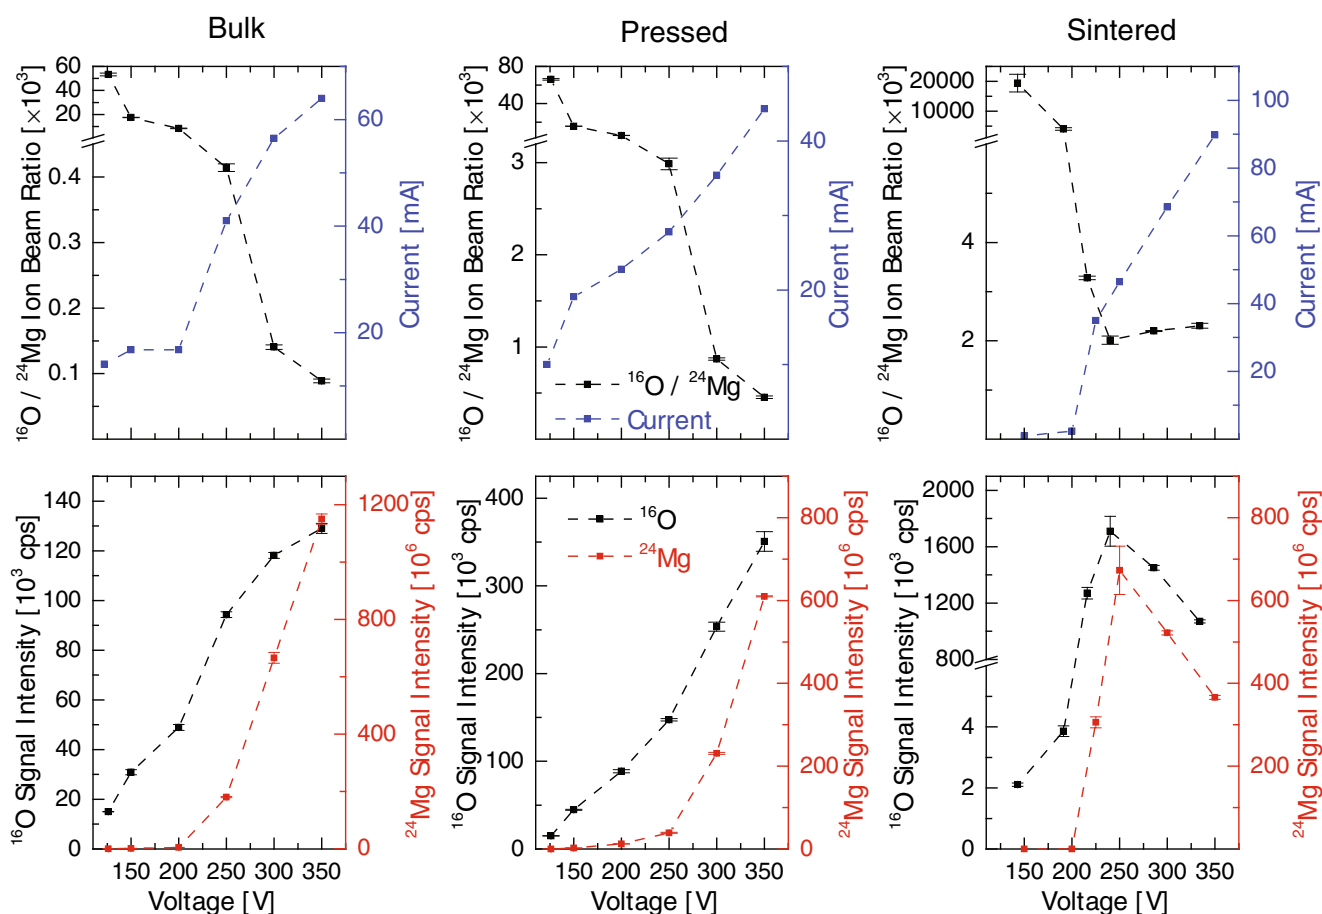 Bulk
Pressed
Sintered
¹⁶O / ²⁴Mg Ion Beam Ratio [×10³]
60
40
20
0.4
0.3
0.2
0.1
60
40
20
Current [mA]
¹⁶O / ²⁴Mg Ion Beam Ratio [×10³]
80
40
3
2
1
¹⁶O / ²⁴Mg
Current
40
20
Current [mA]
¹⁶O / ²⁴Mg Ion Beam Ratio [×10³]
20000
10000
4
2
100
80
60
40
20
Current [mA]
¹⁶O Signal Intensity [10³ cps]
140
120
100
80
60
40
20
0
1200
800
400
0
²⁴Mg Signal Intensity [10⁶ cps]
150 200 250 300 350
Voltage [V]
¹⁶O Signal Intensity [10³ cps]
400
300
200
100
0
¹⁶O
²⁴Mg
800
600
400
200
0
²⁴Mg Signal Intensity [10⁶ cps]
150 200 250 300 350
Voltage [V]
¹⁶O Signal Intensity [10³ cps]
2000
1600
1200
800
4
2
0
800
600
400
200
0
²⁴Mg Signal Intensity [10⁶ cps]
150 200 250 300 350
Voltage [V]